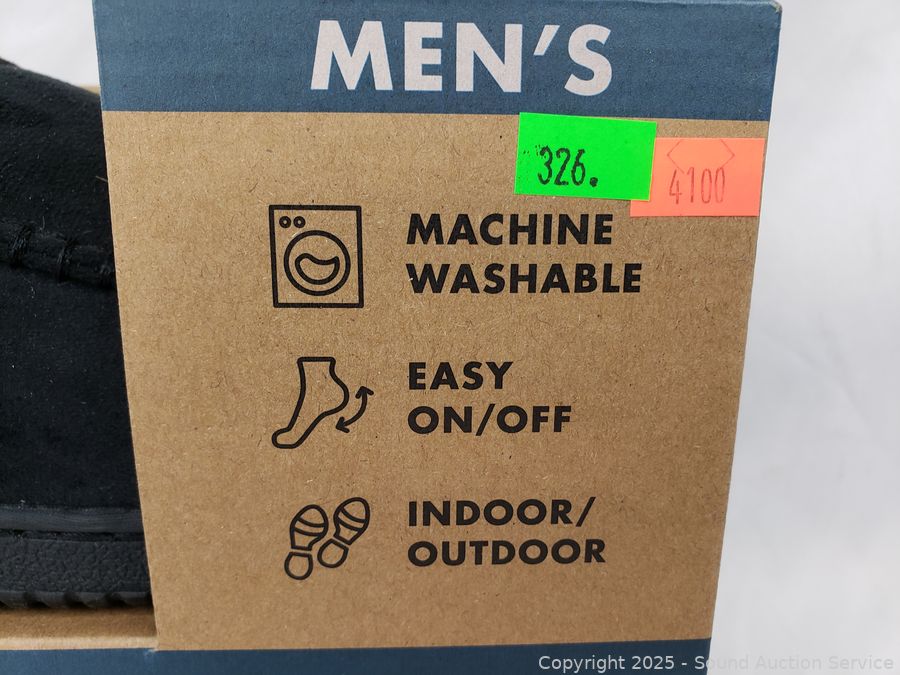 MEN'S
326.
4100
MACHINE
WASHABLE
EASY
ON/OFF
INDOOR/
OUTDOOR
Copyright 2025 - Sound Auction Service